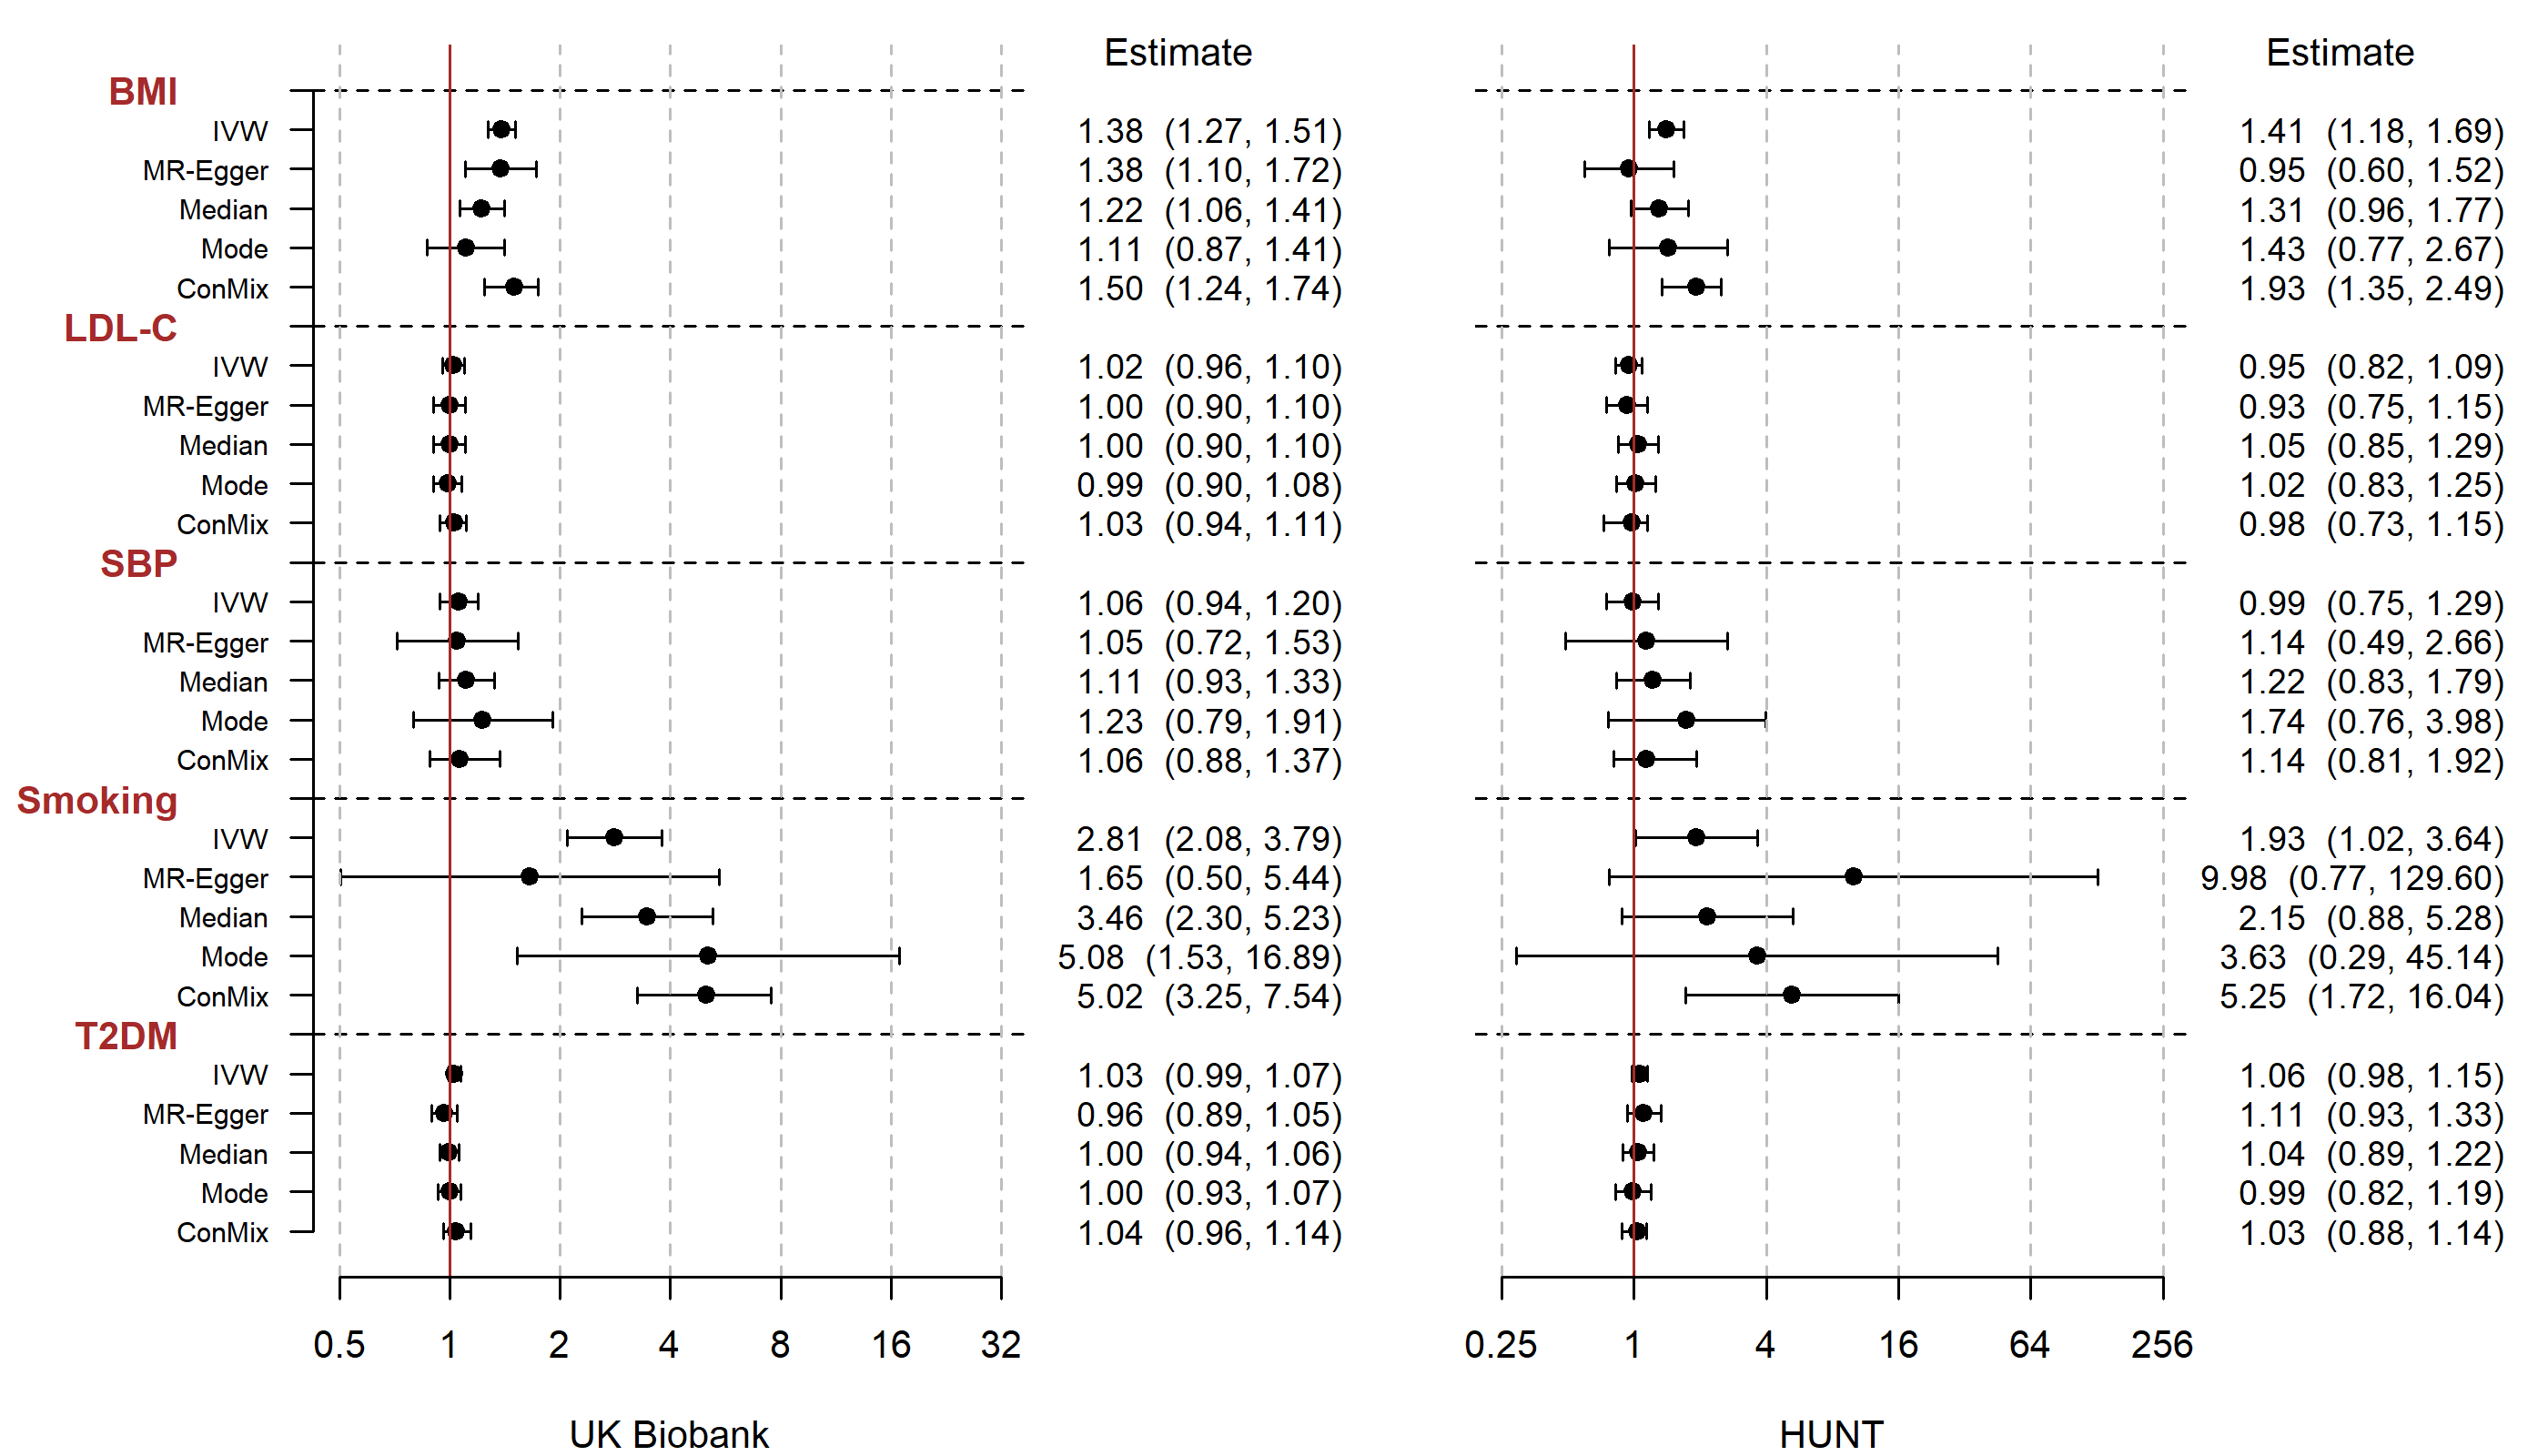 Estimate Estimate
BMI
IVW 1.38 (1.27, 1.51) 1.41 (1.18, 1.69)
MR-Egger 1.38 (1.10, 1.72) 0.95 (0.60, 1.52)
Median 1.22 (1.06, 1.41) 1.31 (0.96, 1.77)
Mode 1.11 (0.87, 1.41) 1.43 (0.77, 2.67)
ConMix 1.50 (1.24, 1.74) 1.93 (1.35, 2.49)
LDL-C
IVW 1.02 (0.96, 1.10) 0.95 (0.82, 1.09)
MR-Egger 1.00 (0.90, 1.10) 0.93 (0.75, 1.15)
Median 1.00 (0.90, 1.10) 1.05 (0.85, 1.29)
Mode 0.99 (0.90, 1.08) 1.02 (0.83, 1.25)
ConMix 1.03 (0.94, 1.11) 0.98 (0.73, 1.15)
SBP
IVW 1.06 (0.94, 1.20) 0.99 (0.75, 1.29)
MR-Egger 1.05 (0.72, 1.53) 1.14 (0.49, 2.66)
Median 1.11 (0.93, 1.33) 1.22 (0.83, 1.79)
Mode 1.23 (0.79, 1.91) 1.74 (0.76, 3.98)
ConMix 1.06 (0.88, 1.37) 1.14 (0.81, 1.92)
Smoking
IVW 2.81 (2.08, 3.79) 1.93 (1.02, 3.64)
MR-Egger 1.65 (0.50, 5.44) 9.98 (0.77, 129.60)
Median 3.46 (2.30, 5.23) 2.15 (0.88, 5.28)
Mode 5.08 (1.53, 16.89) 3.63 (0.29, 45.14)
ConMix 5.02 (3.25, 7.54) 5.25 (1.72, 16.04)
T2DM
IVW 1.03 (0.99, 1.07) 1.06 (0.98, 1.15)
MR-Egger 0.96 (0.89, 1.05) 1.11 (0.93, 1.33)
Median 1.00 (0.94, 1.06) 1.04 (0.89, 1.22)
Mode 1.00 (0.93, 1.07) 0.99 (0.82, 1.19)
ConMix 1.04 (0.96, 1.14) 1.03 (0.88, 1.14)
0.5 1 2 4 8 16 32 0.25 1 4 16 64 256
UK Biobank HUNT